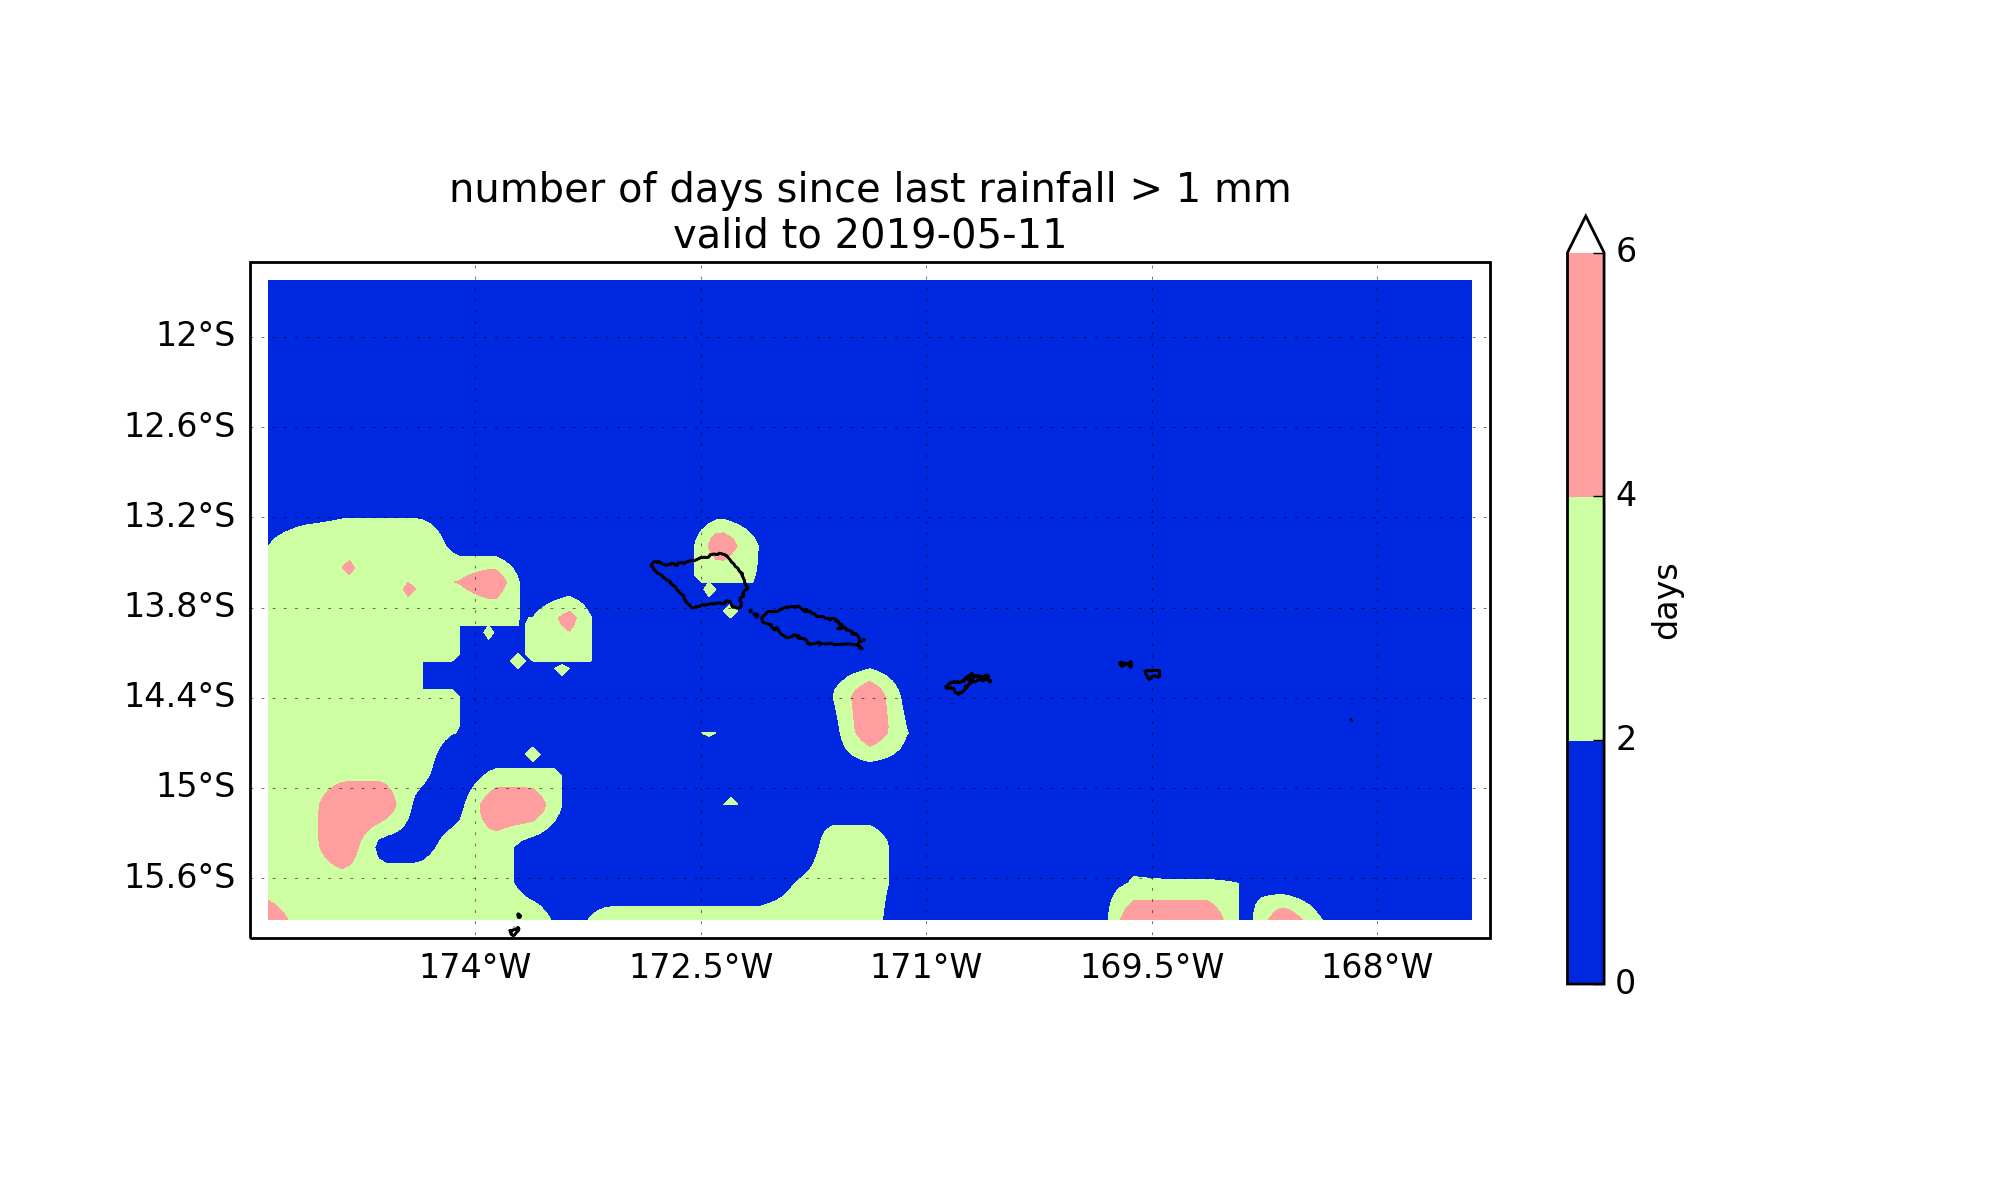 number of days since last rainfall > 1 mm
valid to 2019-05-11
12°S
12.6°S
13.2°S
13.8°S
14.4°S
15°S
15.6°S
174°W
172.5°W
171°W
169.5°W
168°W
6
4
2
0
days